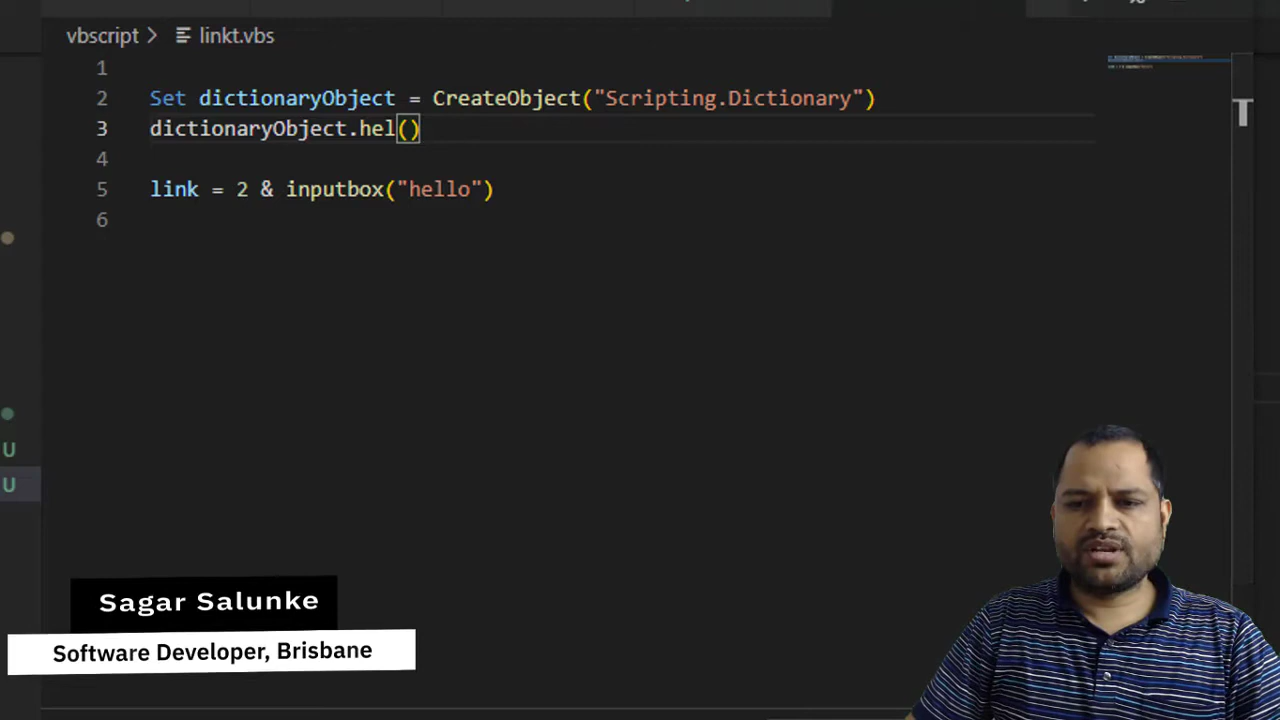 vbscript > linkt.vbs
1
2 Set dictionaryObject = CreateObject("Scripting.Dictionary")
3 dictionaryObject.hel()
4
5 link = 2 & inputbox("hello")
6
U
U
Sagar Salunke
Software Developer, Brisbane